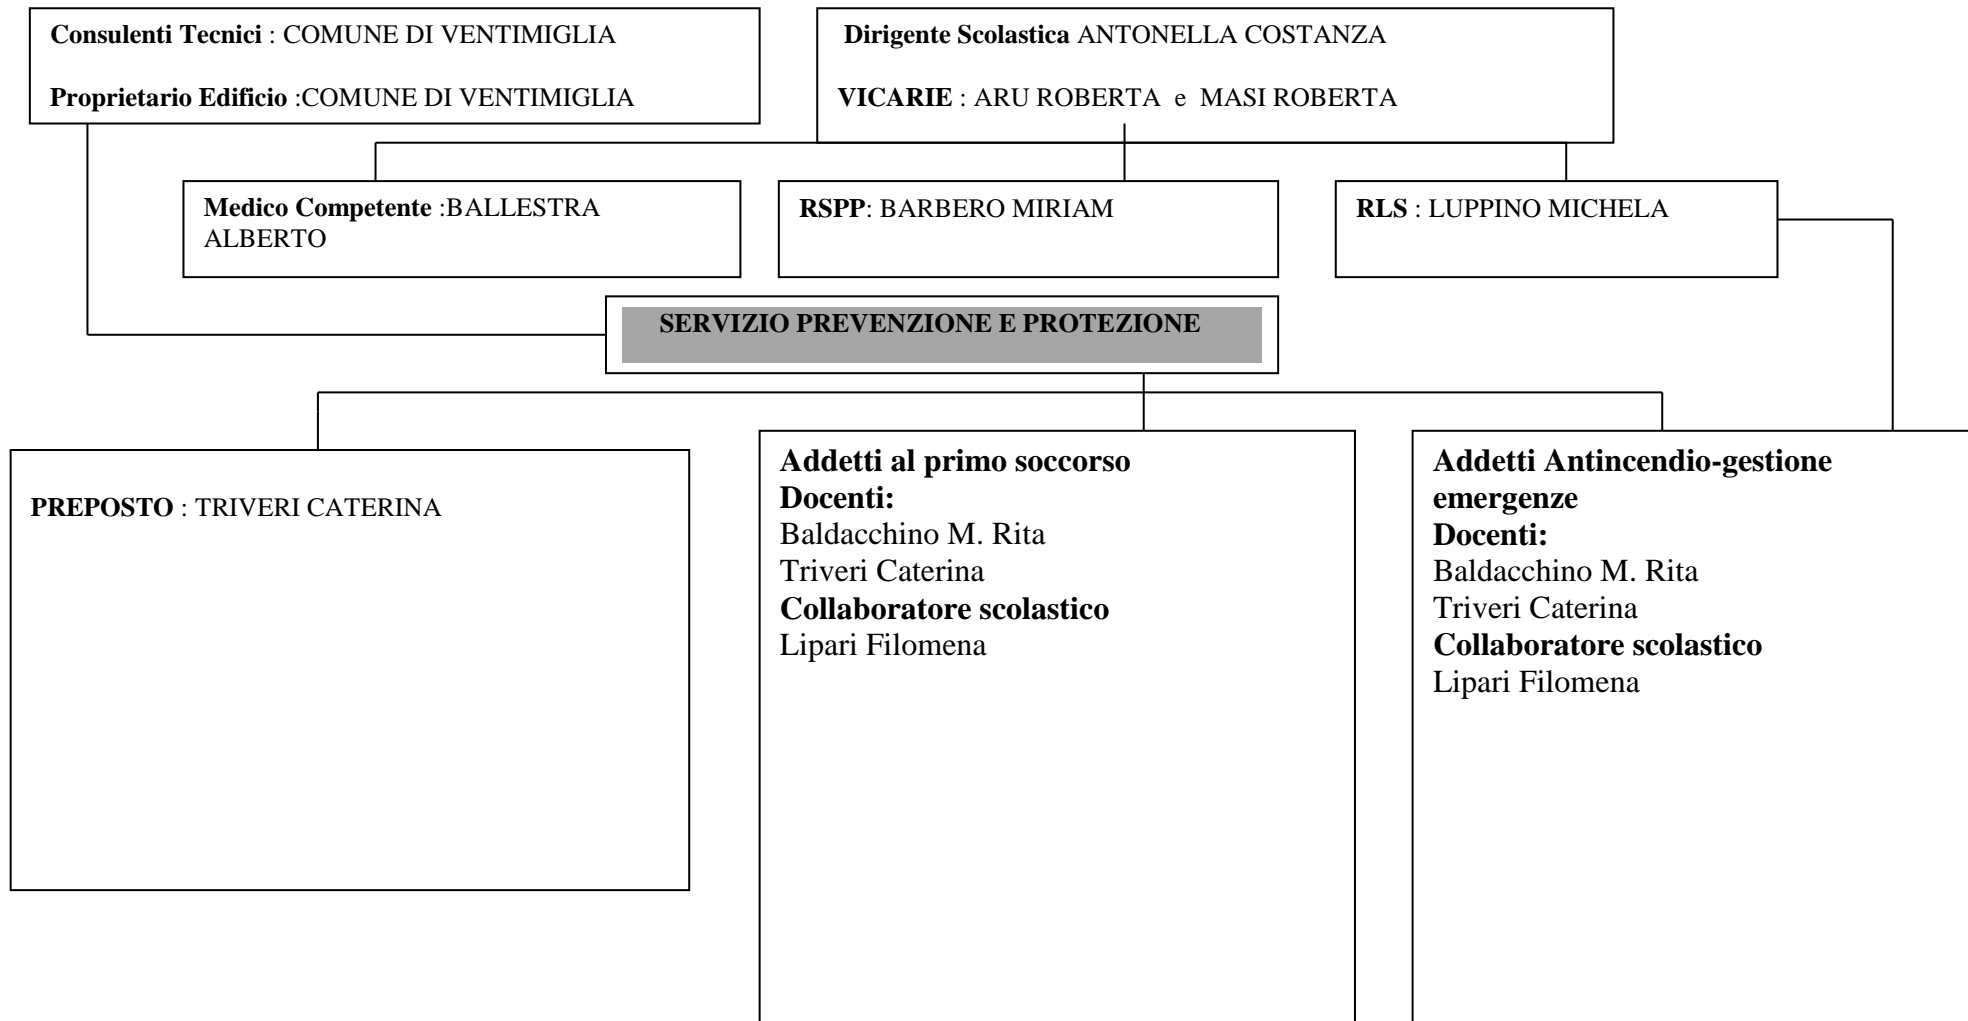 Consulenti Tecnici : COMUNE DI VENTIMIGLIA
Proprietario Edificio :COMUNE DI VENTIMIGLIA
Dirigente Scolastica ANTONELLA COSTANZA
VICARIE : ARU ROBERTA e MASI ROBERTA
Medico Competente :BALLESTRA
ALBERTO
RSPP: BARBERO MIRIAM
RLS : LUPPINO MICHELA
SERVIZIO PREVENZIONE E PROTEZIONE
PREPOSTO : TRIVERI CATERINA
Addetti al primo soccorso
Docenti:
Baldacchino M. Rita
Triveri Caterina
Collaboratore scolastico
Lipari Filomena
Addetti Antincendio-gestione
emergenze
Docenti:
Baldacchino M. Rita
Triveri Caterina
Collaboratore scolastico
Lipari Filomena